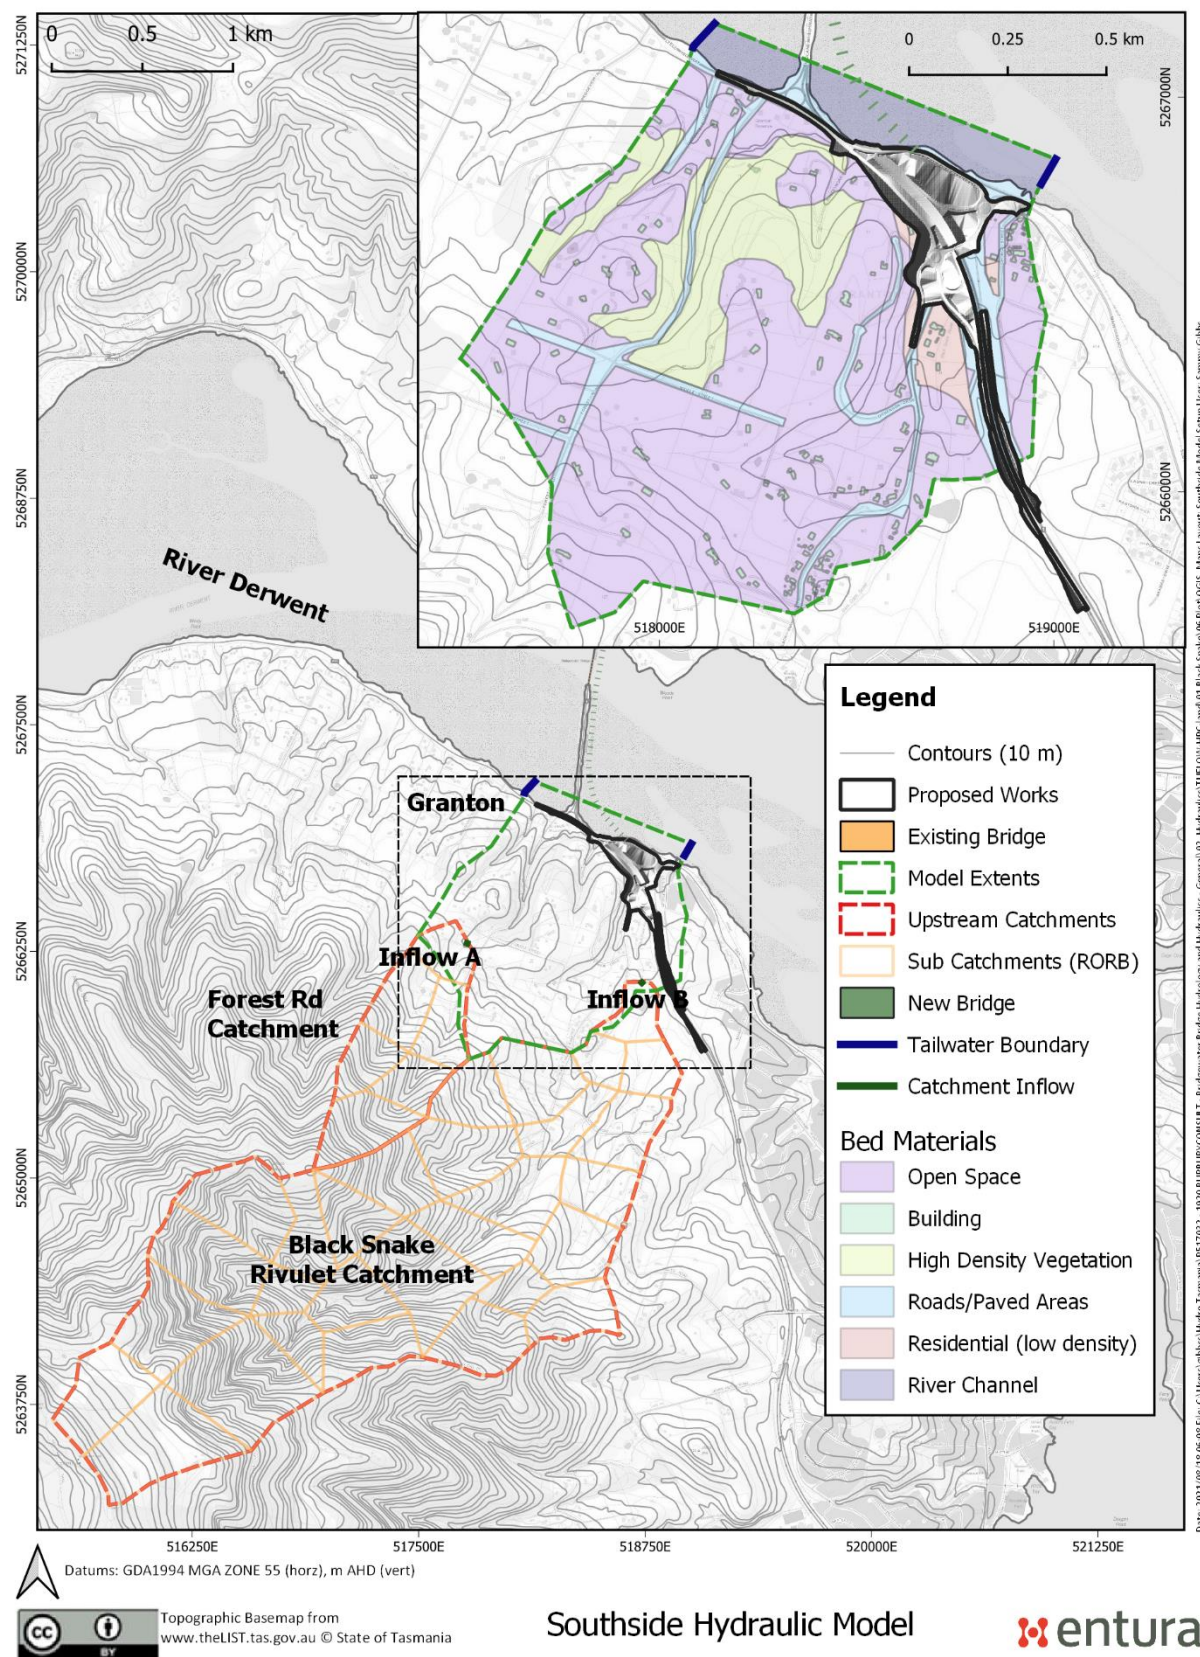 0 0.5 1 km
0 0.25 0.5 km
5271250N
5270000N
5268750N
5267500N
5266250N
5265000N
5263750N
5267000N
5266000N
518000E 519000E
River Derwent
Granton
Inflow A
Inflow B
Forest Rd
Catchment
Black Snake
Rivulet Catchment
Legend
Contours (10 m)
Proposed Works
Existing Bridge
Model Extents
Upstream Catchments
Sub Catchments (RORB)
New Bridge
Tailwater Boundary
Catchment Inflow
Bed Materials
Open Space
Building
High Density Vegetation
Roads/Paved Areas
Residential (low density)
River Channel
516250E 517500E 518750E 520000E 521250E
Datums: GDA1994 MGA ZONE 55 (horz), m AHD (vert)
cc BY
Topographic Basemap from
www.theLIST.tas.gov.au © State of Tasmania
Southside Hydraulic Model
entura